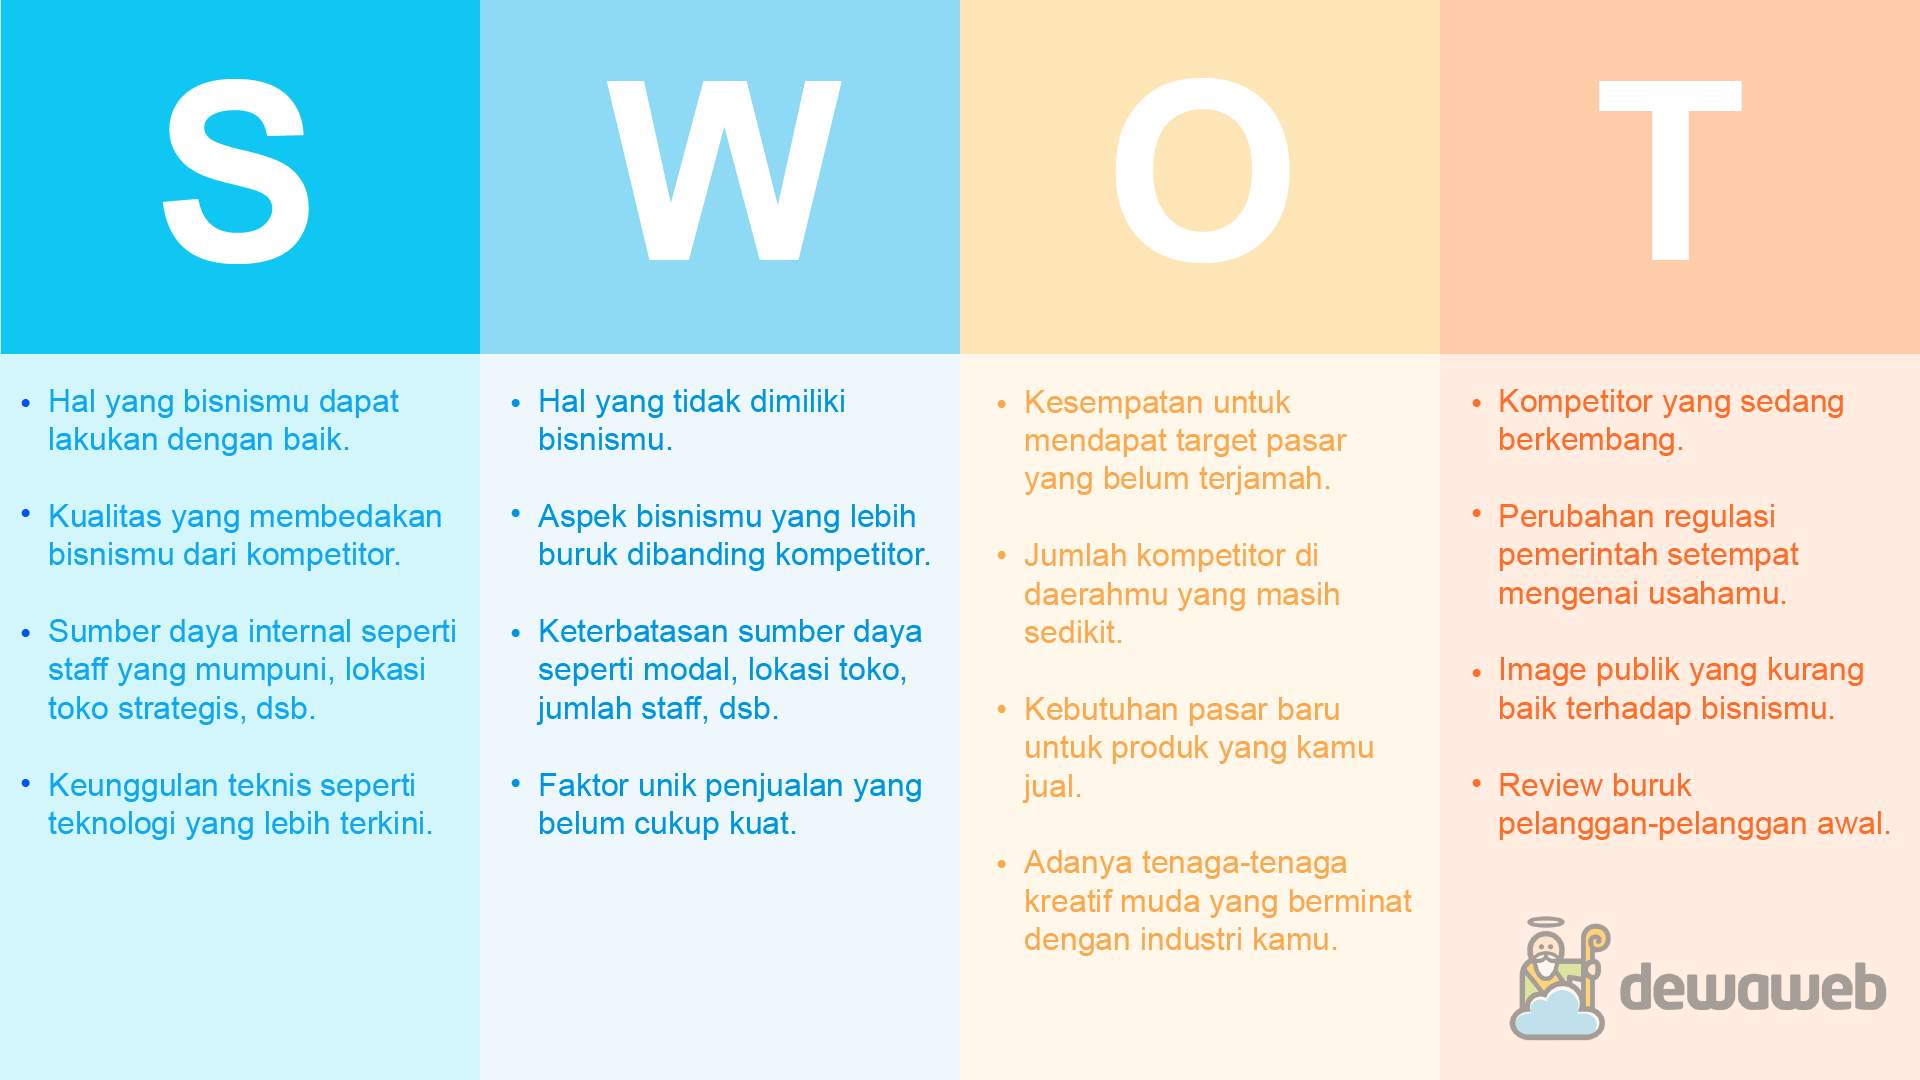 S
W
O
T
• Hal yang bisnismu dapat
lakukan dengan baik.
• Kualitas yang membedakan
bisnismu dari kompetitor.
• Sumber daya internal seperti
staff yang mumpuni, lokasi
toko strategis, dsb.
• Keunggulan teknis seperti
teknologi yang lebih terkini.
• Hal yang tidak dimiliki
bisnismu.
• Aspek bisnismu yang lebih
buruk dibanding kompetitor.
• Keterbatasan sumber daya
seperti modal, lokasi toko,
jumlah staff, dsb.
• Faktor unik penjualan yang
belum cukup kuat.
• Kesempatan untuk
mendapat target pasar
yang belum terjamah.
• Jumlah kompetitor di
daerahmu yang masih
sedikit.
• Kebutuhan pasar baru
untuk produk yang kamu
jual.
• Adanya tenaga-tenaga
kreatif muda yang berminat
dengan industri kamu.
• Kompetitor yang sedang
berkembang.
• Perubahan regulasi
pemerintah setempat
mengenai usahamu.
• Image publik yang kurang
baik terhadap bisnismu.
• Review buruk
pelanggan-pelanggan awal.
dewaweb